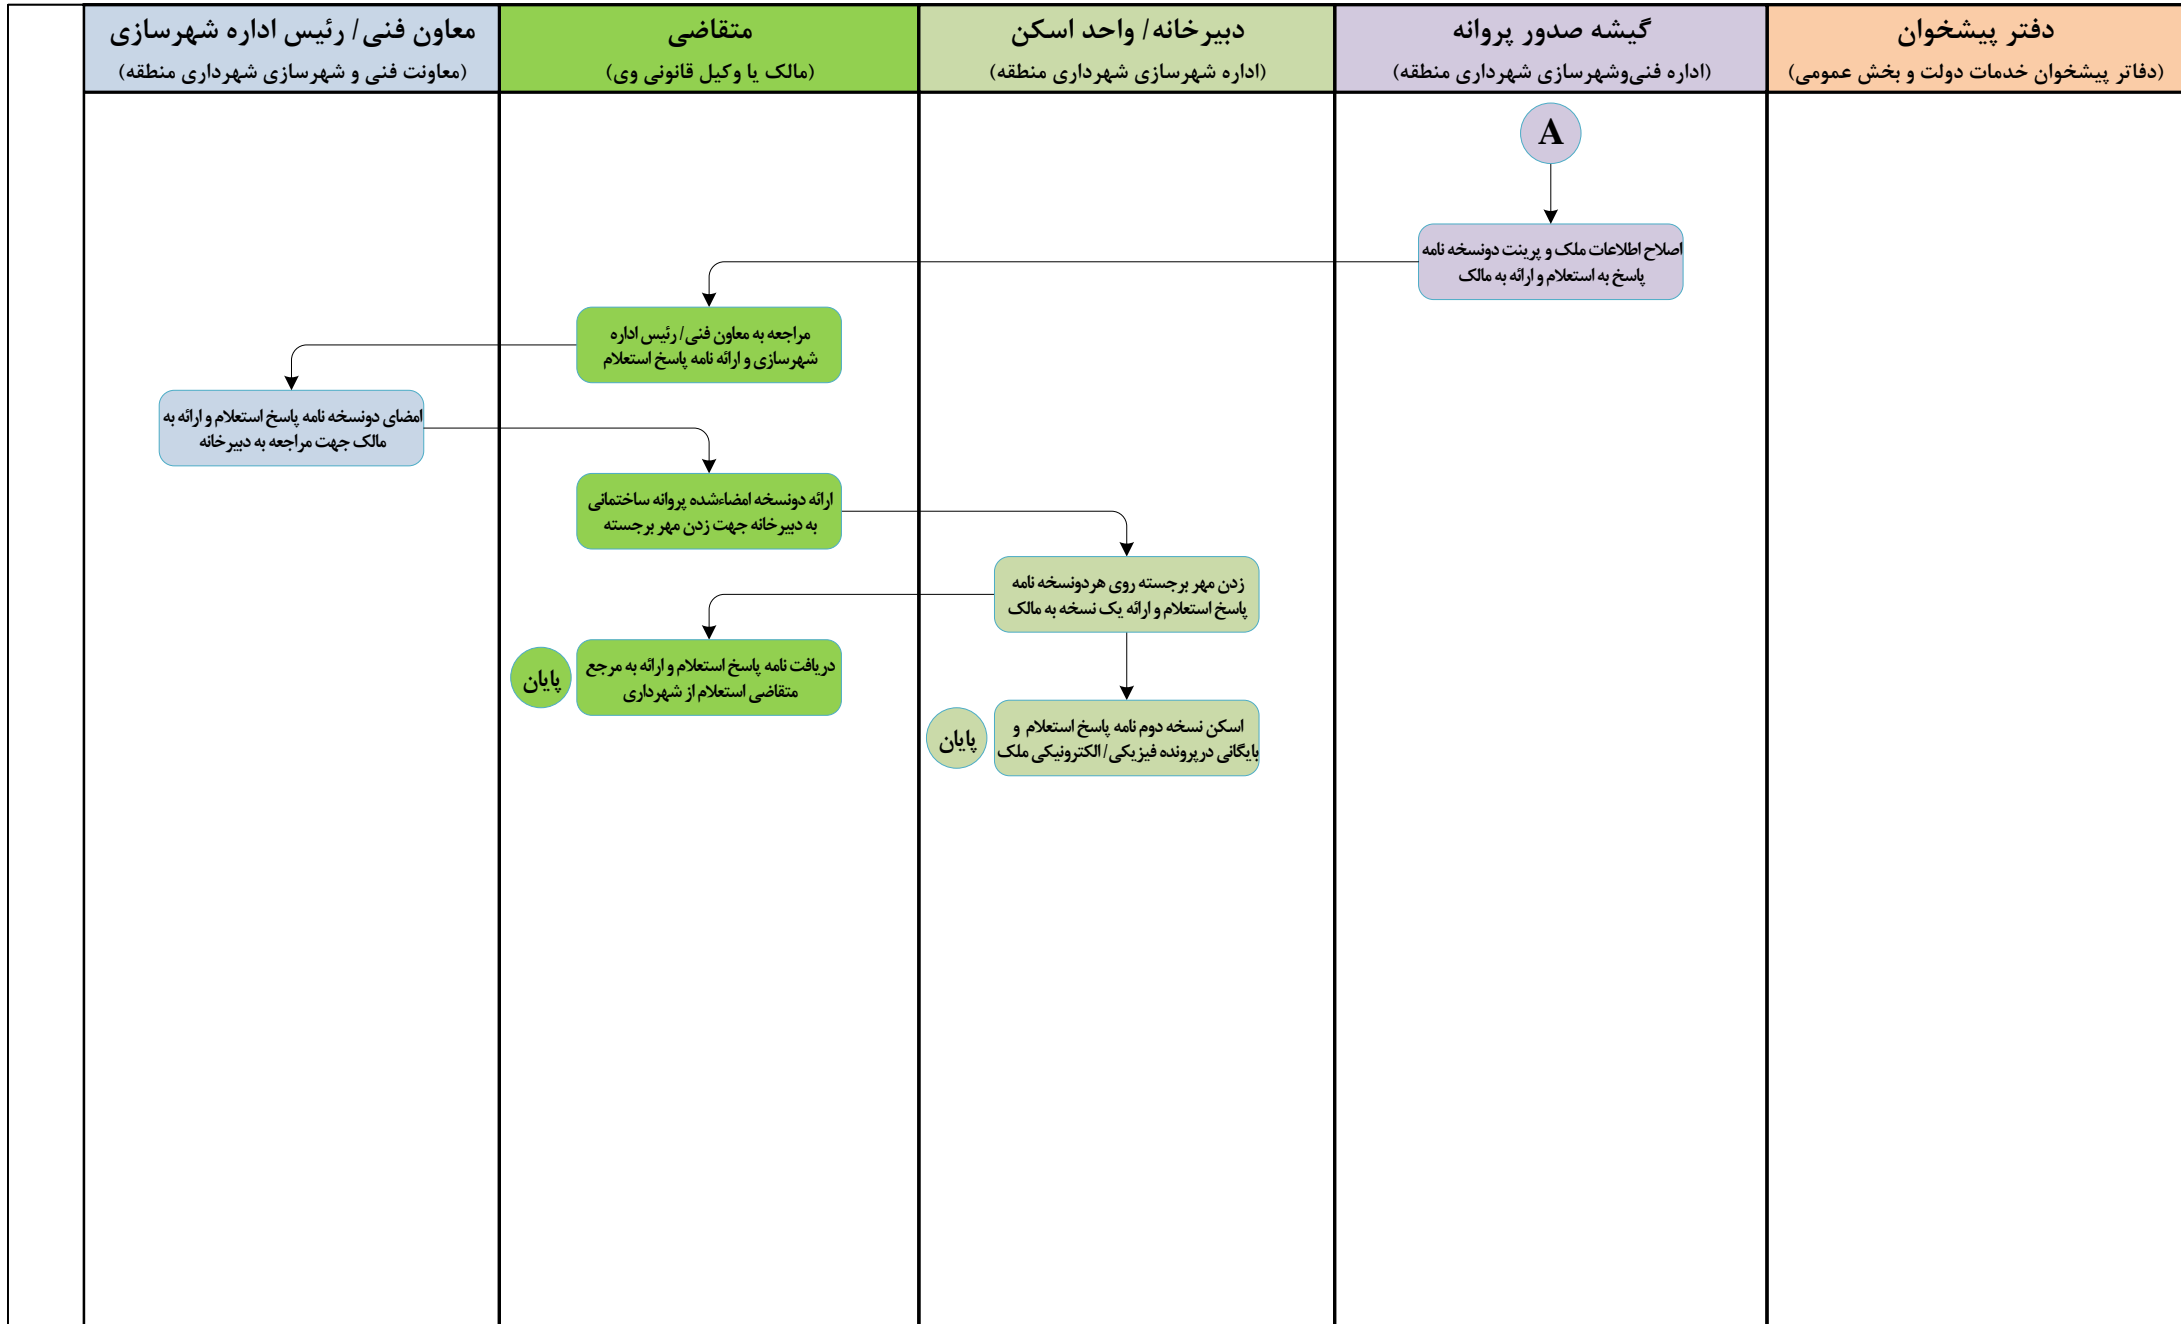 دفتر پیشخوان
(دفاتر پیشخوان خدمات دولت و بخش عمومی)
گیشه صدور پروانه
(اداره فنی‌وشهرسازی شهرداری منطقه)
دبیرخانه/ واحد اسکن
(اداره شهرسازی شهرداری منطقه)
متقاضی
(مالک یا وکیل قانونی وی)
معاون فنی/ رئیس اداره شهرسازی
(معاونت فنی و شهرسازی شهرداری منطقه)
A
اصلاح اطلاعات ملک و پرینت دونسخه نامه
پاسخ به استعلام و ارائه به مالک
مراجعه به معاون فنی/ رئیس اداره
شهرسازی و ارائه نامه پاسخ استعلام
امضای دونسخه نامه پاسخ استعلام و ارائه به
مالک جهت مراجعه به دبیرخانه
ارائه دونسخه امضاءشده پروانه ساختمانی
به دبیرخانه جهت زدن مهر برجسته
زدن مهر برجسته روی هردونسخه نامه
پاسخ استعلام و ارائه یک نسخه به مالک
دریافت نامه پاسخ استعلام و ارائه به مرجع
متقاضی استعلام از شهرداری
پایان
اسکن نسخه دوم نامه پاسخ استعلام و
بایگانی درپرونده فیزیکی/ الکترونیکی ملک
پایان